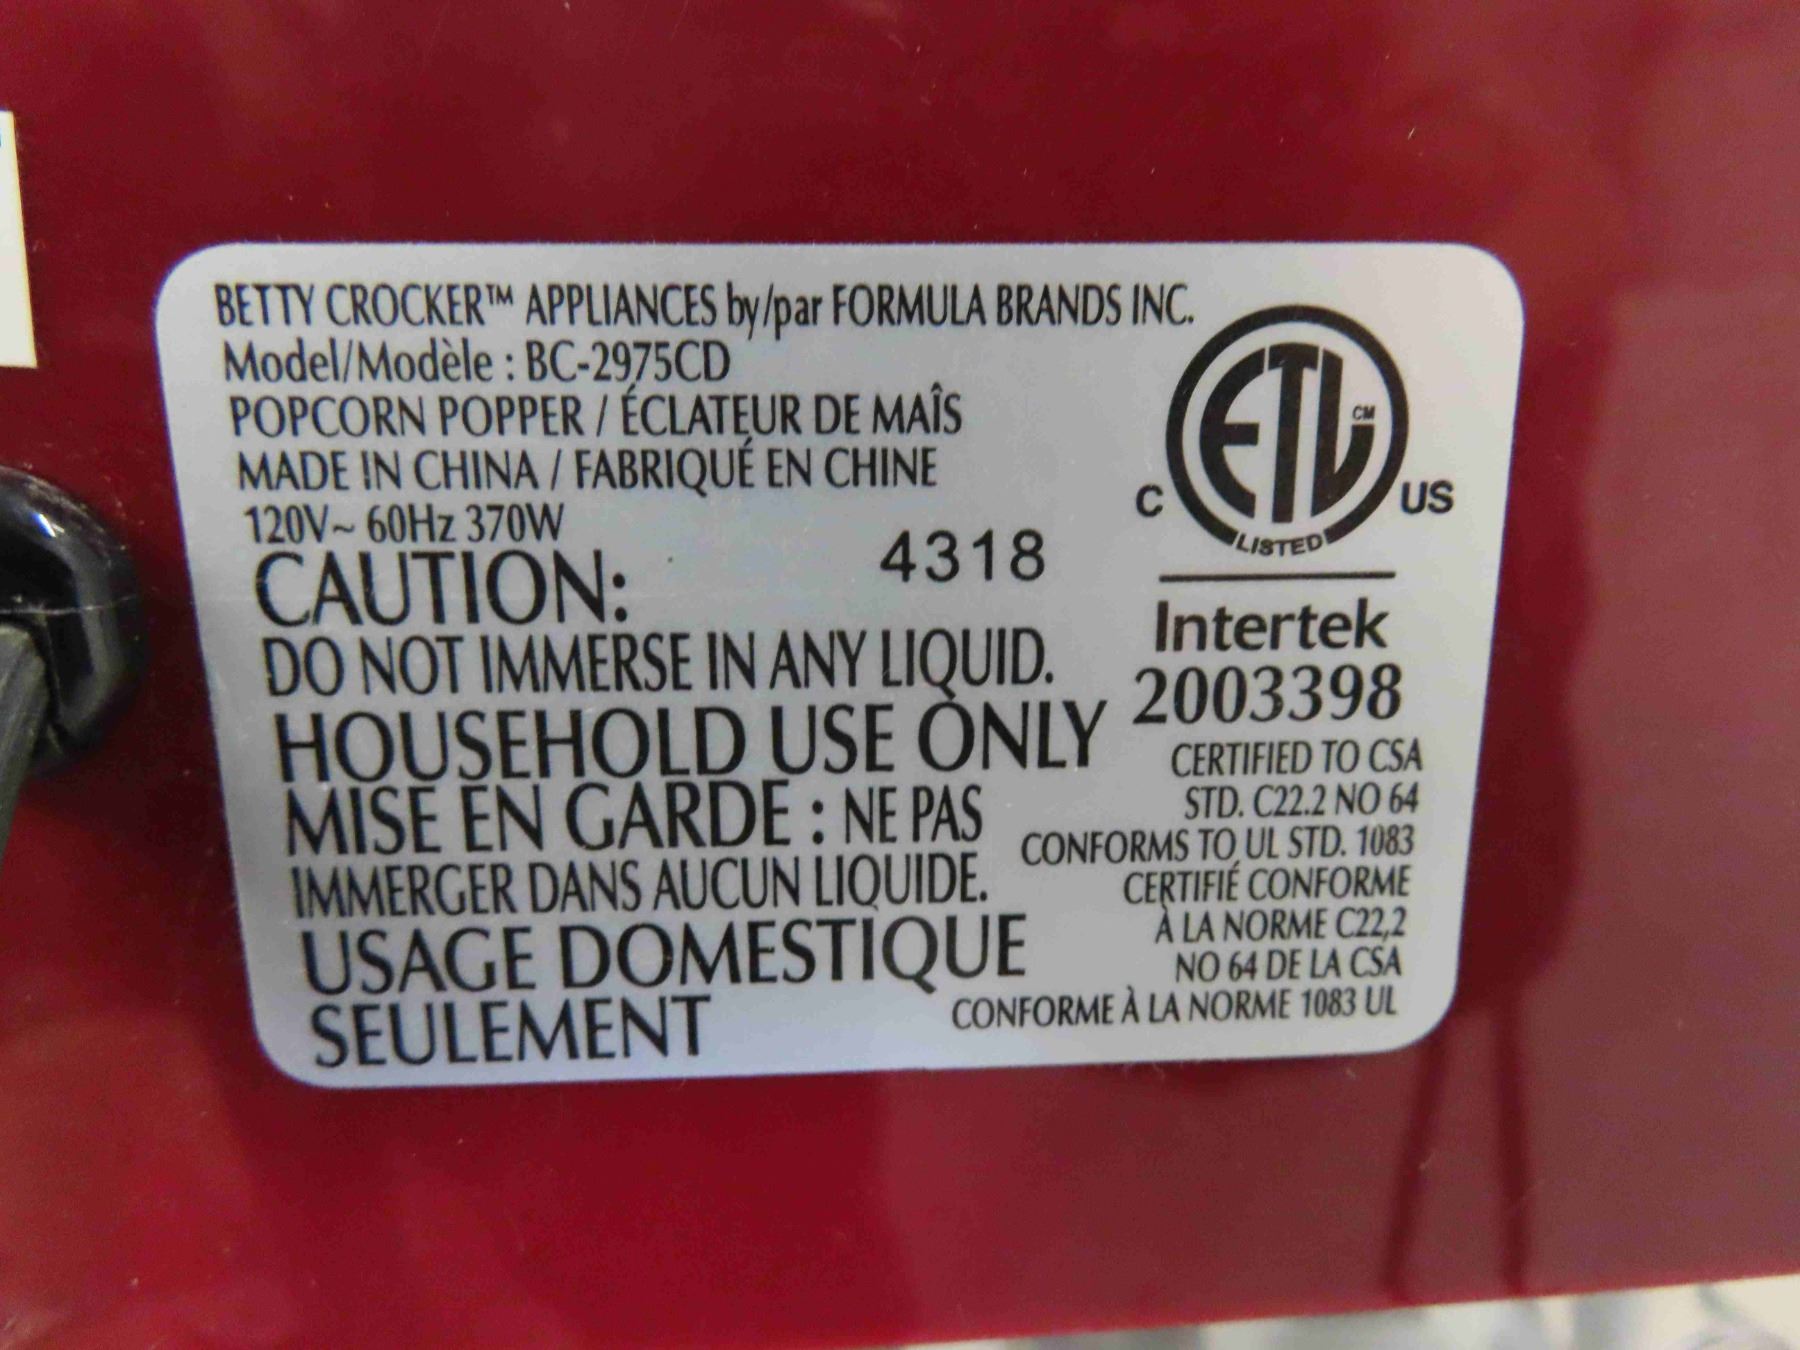 BETTY CROCKER™ APPLIANCES by/par FORMULA BRANDS INC.
Model/Modèle : BC-2975CD
POPCORN POPPER / ÉCLATEUR DE MAÎS
MADE IN CHINA / FABRIQUÉ EN CHINE
120V~ 60Hz 370W
4318
CAUTION:
DO NOT IMMERSE IN ANY LIQUID.
HOUSEHOLD USE ONLY
MISE EN GARDE : NE PAS
IMMERGER DANS AUCUN LIQUIDE.
USAGE DOMESTIQUE
SEULEMENT
ETL CM
C US
LISTED
Intertek
2003398
CERTIFIED TO CSA
STD. C22.2 NO 64
CONFORMS TO UL STD. 1083
CERTIFIÉ CONFORME
À LA NORME C22,2
NO 64 DE LA CSA
CONFORME À LA NORME 1083 UL